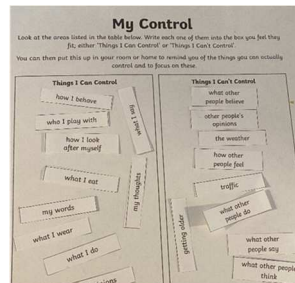 My Control
Look at the areas listed in the table below. Write each one of them into the box you feel they
fit; either 'Things I Can Control' or 'Things I Can't Control'.
You can then put this up in your room or home to remind you of the things you can actually
control and to focus on these.
Things I Can Control
how I behave
what I say
who I play with
how I look
after myself
what I eat
my thoughts
my words
what I wear
what I do
Things I Can't Control
what other
people believe
other people's
opinions
the weather
how other
people feel
traffic
what other
people do
getting older
what other
people say
what other people
think